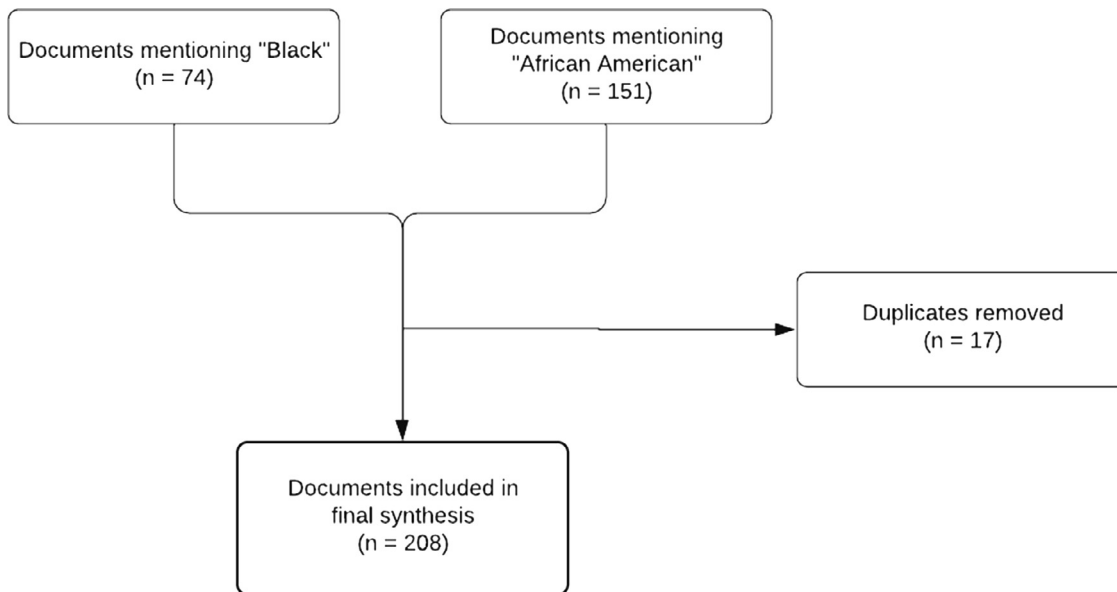 Documents mentioning "Black"
(n = 74)
Documents mentioning
"African American"
(n = 151)
Duplicates removed
(n = 17)
Documents included in
final synthesis
(n = 208)